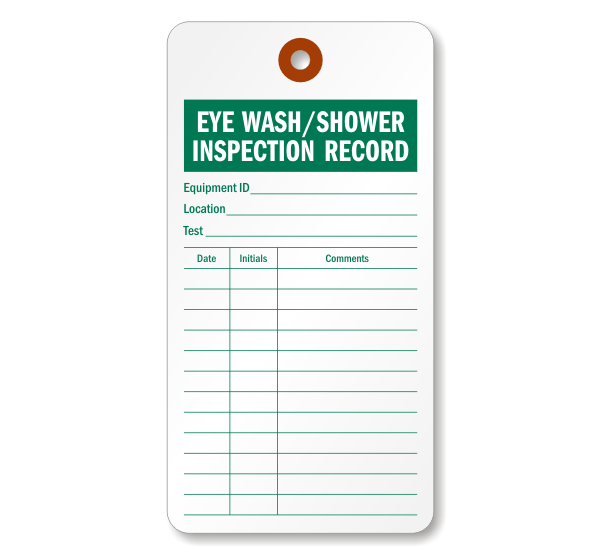 EYE WASH/SHOWER
INSPECTION RECORD
Equipment ID
Location
Test
Date Initials Comments